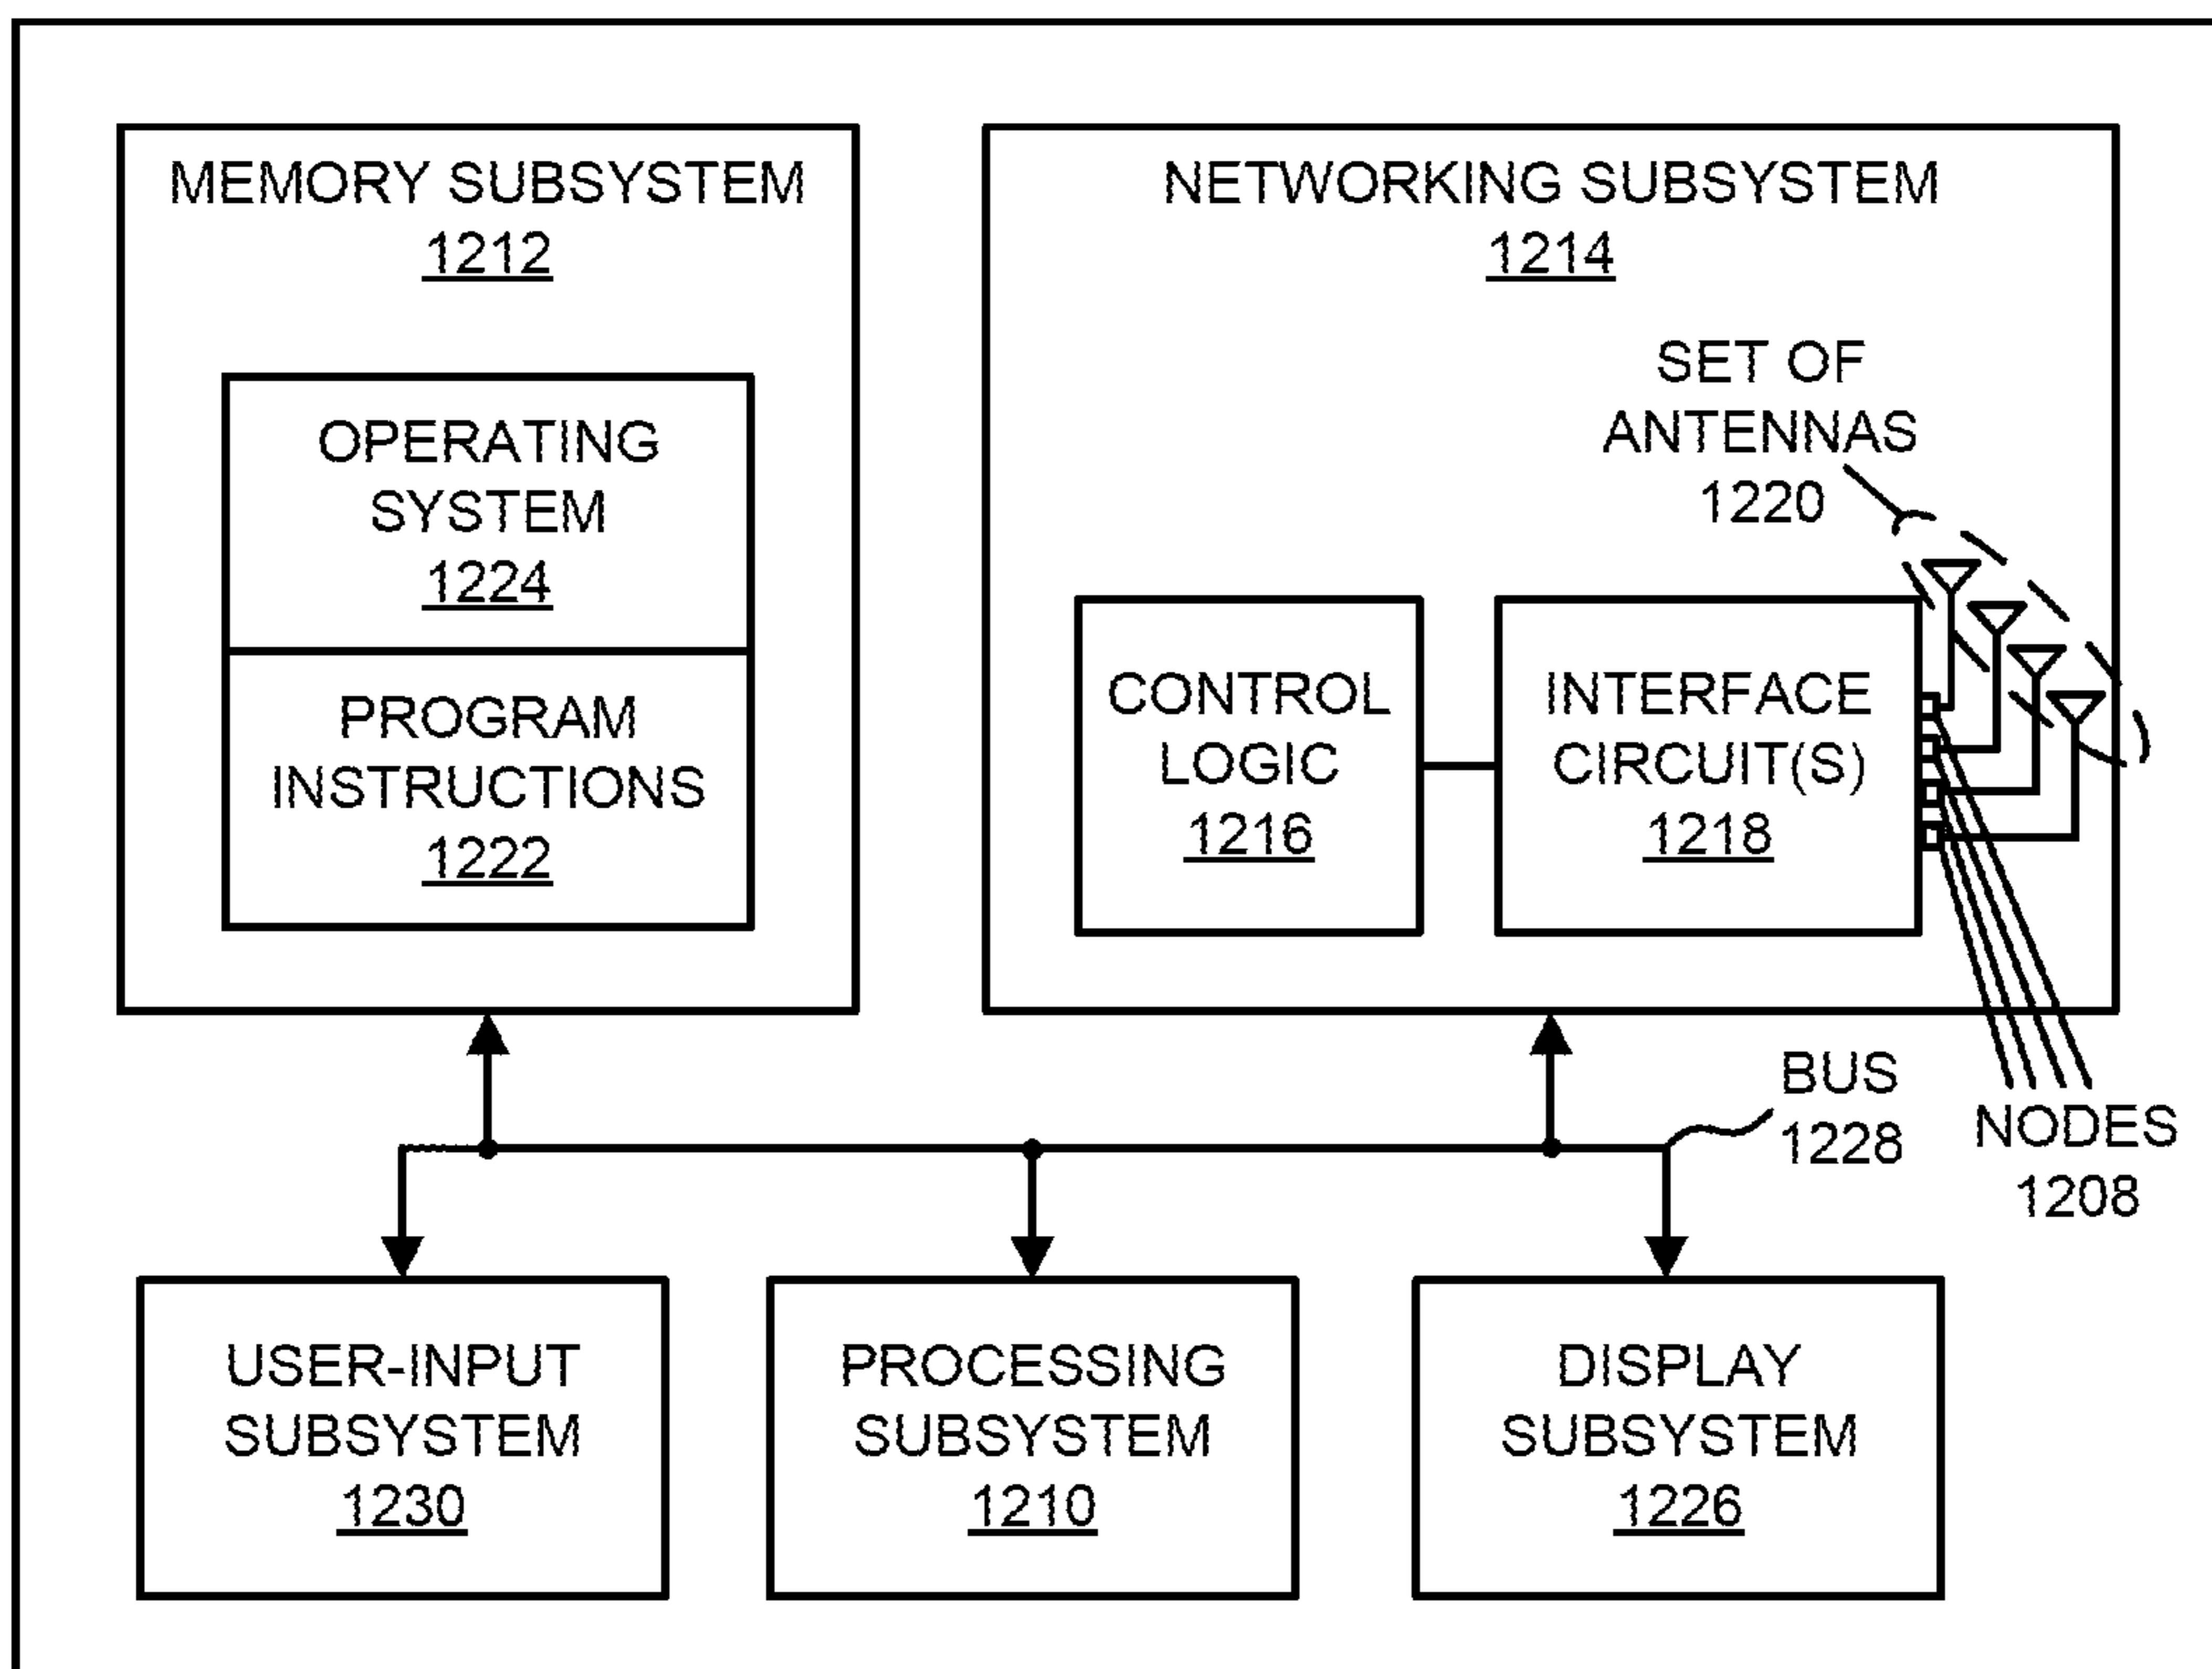 MEMORY SUBSYSTEM
1212
OPERATING
SYSTEM
1224
PROGRAM
INSTRUCTIONS
1222
NETWORKING SUBSYSTEM
1214
SET OF
ANTENNAS
1220
CONTROL
LOGIC
1216
INTERFACE
CIRCUIT(S)
1218
BUS
1228
NODES
1208
USER-INPUT
SUBSYSTEM
1230
PROCESSING
SUBSYSTEM
1210
DISPLAY
SUBSYSTEM
1226